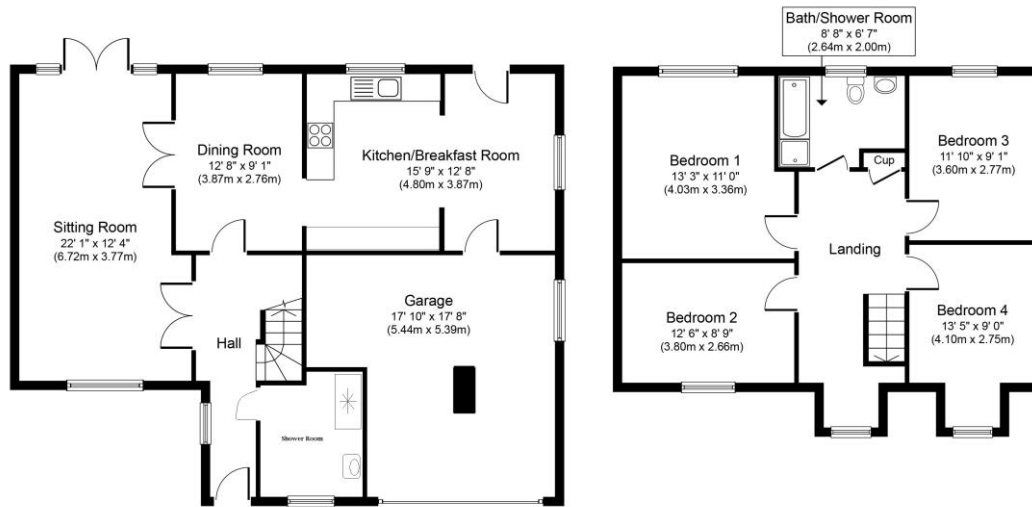 Bath/Shower Room
8' 8" x 6' 7"
(2.64m x 2.00m)
Dining Room
12' 8" x 9' 1"
(3.87m x 2.76m)
Kitchen/Breakfast Room
15' 9" x 12' 8"
(4.80m x 3.87m)
Sitting Room
22' 1" x 12' 4"
(6.72m x 3.77m)
Hall
Garage
17' 10" x 17' 8"
(5.44m x 5.39m)
Shower Room
Bedroom 1
13' 3" x 11' 0"
(4.03m x 3.36m)
Cup
Bedroom 3
11' 10" x 9' 1"
(3.60m x 2.77m)
Landing
Bedroom 2
12' 6" x 8' 9"
(3.80m x 2.66m)
Bedroom 4
13' 5" x 9' 0"
(4.10m x 2.75m)